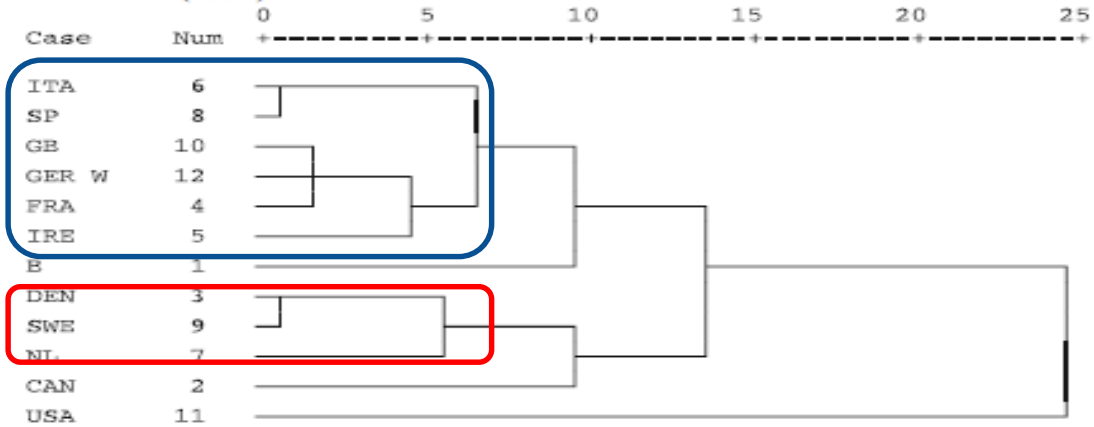 0 5 10 15 20 25
Case Num
ITA 6
SP 8
GB 10
GER W 12
FRA 4
IRE 5
B 1
DEN 3
SWE 9
NL 7
CAN 2
USA 11